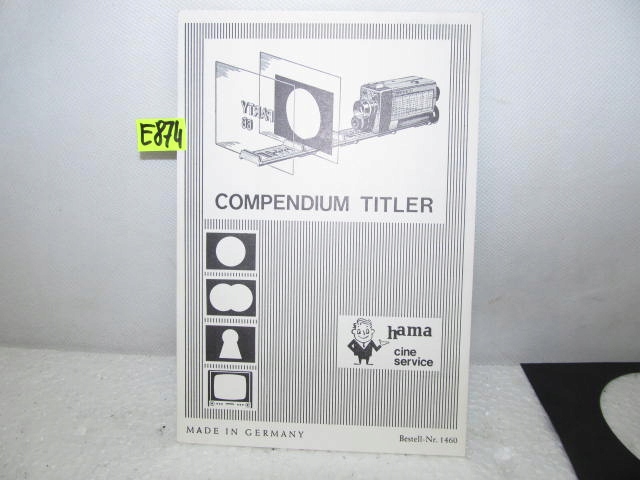 E874
COMPENDIUM TITLER
hama
cine
service
MADE IN GERMANY
Bestell-Nr. 1460